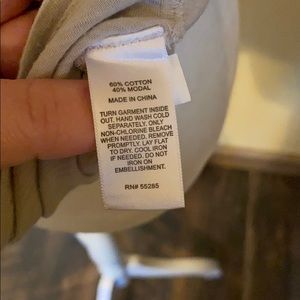 60% COTTON
40% MODAL
MADE IN CHINA
TURN GARMENT INSIDE
OUT. HAND WASH COLD
SEPARATELY. ONLY
NON-CHLORINE BLEACH
WHEN NEEDED. REMOVE
PROMPTLY. LAY FLAT
TO DRY. COOL IRON
IF NEEDED. DO NOT
IRON ON
EMBELLISHMENT.
RN# 55285